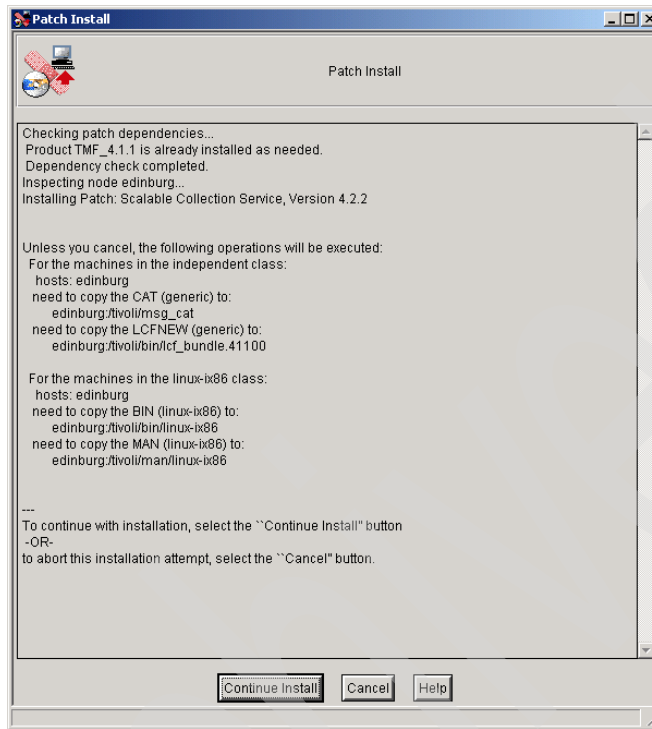 Patch Install
Patch Install
Checking patch dependencies...
Product TMF_4.1.1 is already installed as needed.
Dependency check completed.
Inspecting node edinburg...
Installing Patch: Scalable Collection Service, Version 4.2.2
Unless you cancel, the following operations will be executed:
For the machines in the independent class:
hosts: edinburg
need to copy the CAT (generic) to:
edinburg:/tivoli/msg_cat
need to copy the LCFNEW (generic) to:
edinburg:/tivoli/bin/lcf_bundle.41100
For the machines in the linux-ix86 class:
hosts: edinburg
need to copy the BIN (linux-ix86) to:
edinburg:/tivoli/bin/linux-ix86
need to copy the MAN (linux-ix86) to:
edinburg:/tivoli/man/linux-ix86
---
To continue with installation, select the ``Continue Install'' button
-OR-
to abort this installation attempt, select the ``Cancel'' button.
Continue Install Cancel Help